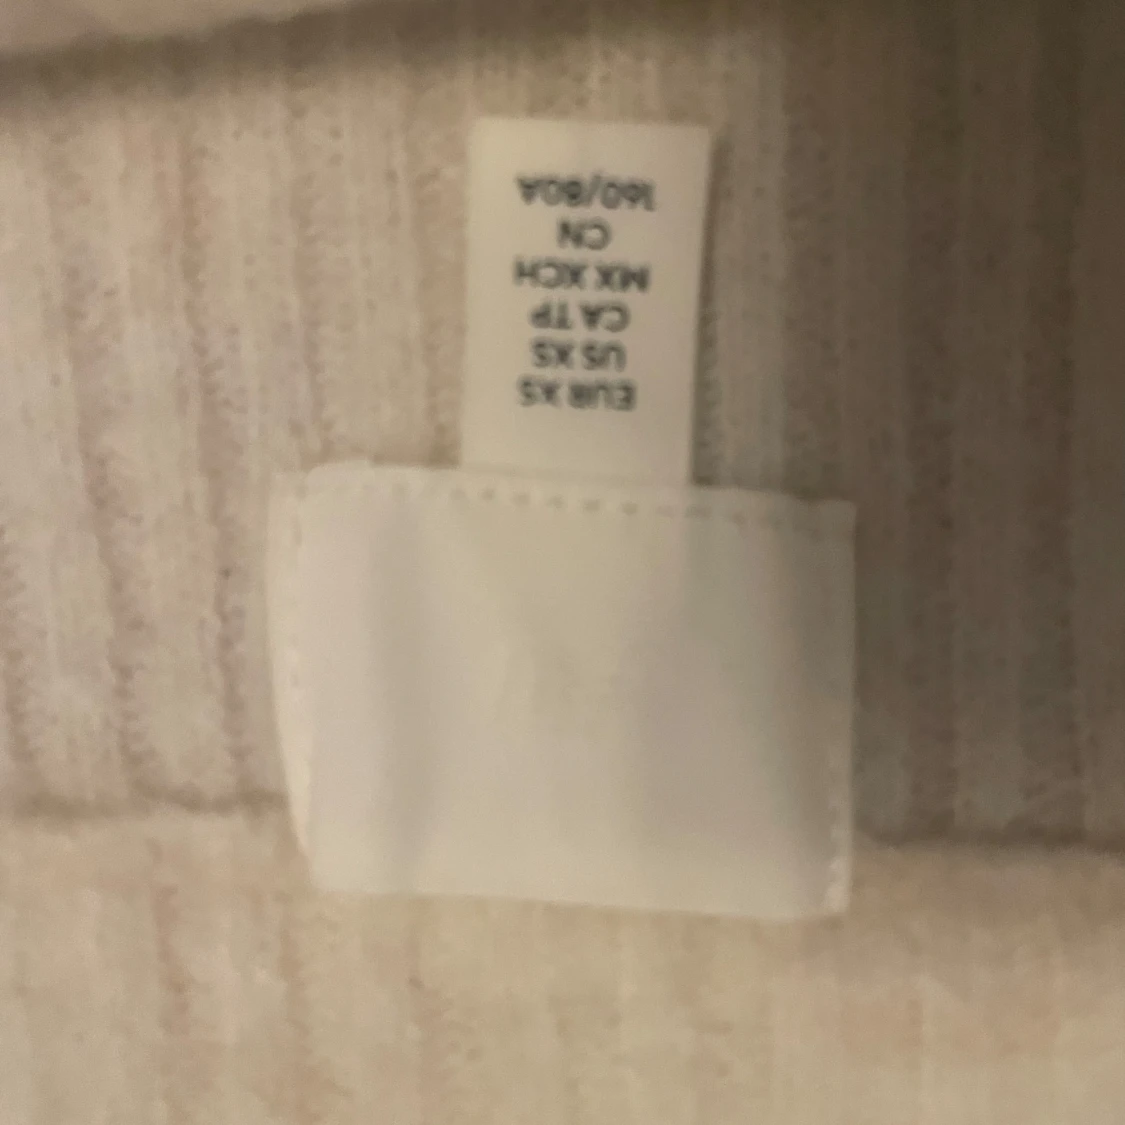 EUR XS
US XS
CA TP
MX XCH
CN
160/80A